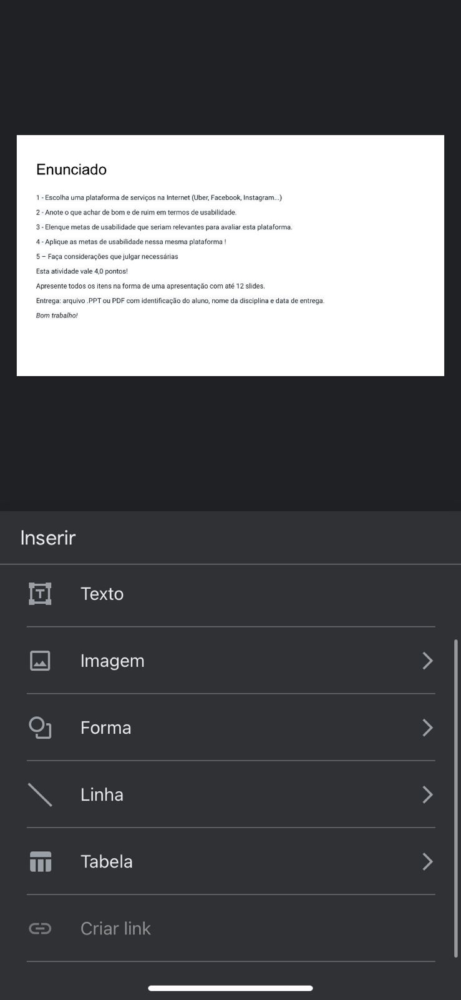 Enunciado
1 - Escolha uma plataforma de serviços na Internet (Uber, Facebook, Instagram...)
2 - Anote o que achar de bom e de ruim em termos de usabilidade.
3 - Elenque metas de usabilidade que seriam relevantes para avaliar esta plataforma.
4 - Aplique as metas de usabilidade nessa mesma plataforma !
5 – Faça considerações que julgar necessárias
Esta atividade vale 4,0 pontos!
Apresente todos os itens na forma de uma apresentação com até 12 slides.
Entrega: arquivo .PPT ou PDF com identificação do aluno, nome da disciplina e data de entrega.
Bom trabalho!
Inserir
Texto
Imagem
Forma
Linha
Tabela
Criar link